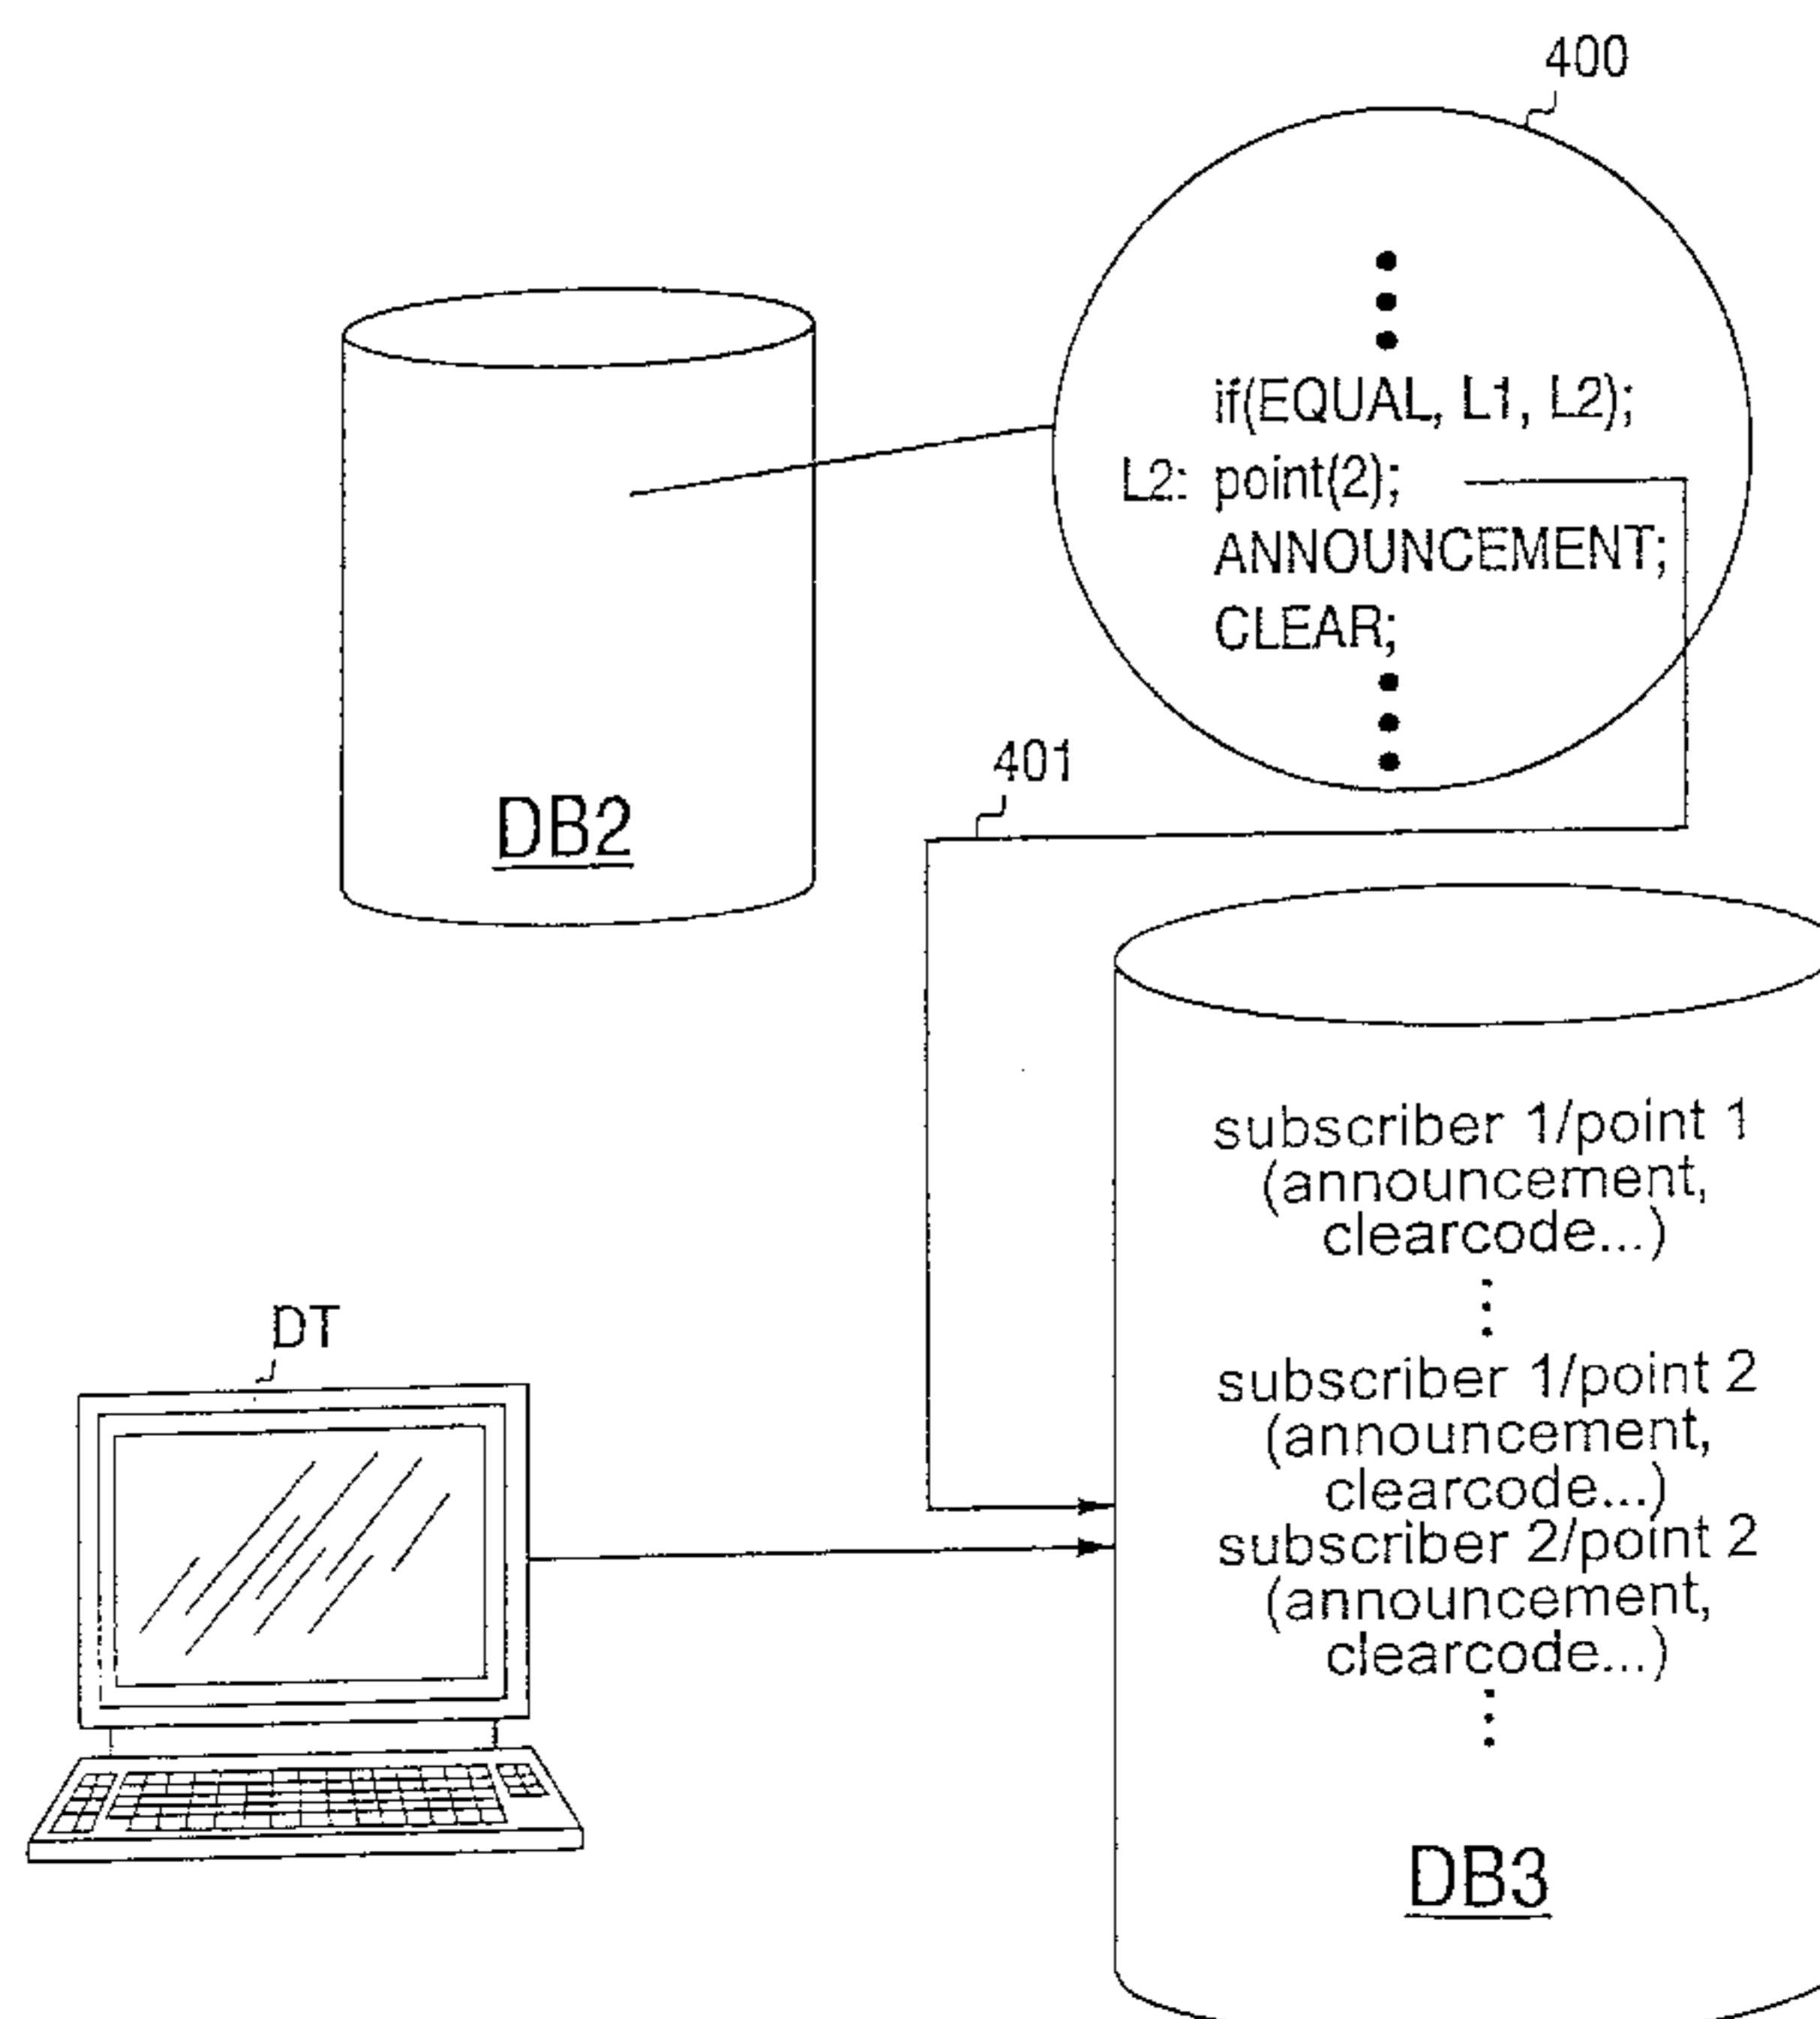 400
if(EQUAL, L1, L2);
L2: point(2);
ANNOUNCEMENT;
CLEAR;
401
DB2
subscriber 1/point 1
(announcement,
clearcode...)
DT
subscriber 1/point 2
(announcement,
clearcode...)
subscriber 2/point 2
(announcement,
clearcode...)
DB3